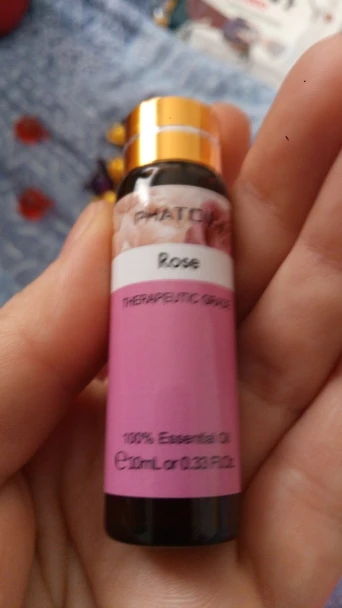 Rose
THERAPEUTIC GRADE
100% Essential Oil
℮10mL or 0.33 Fl.Oz